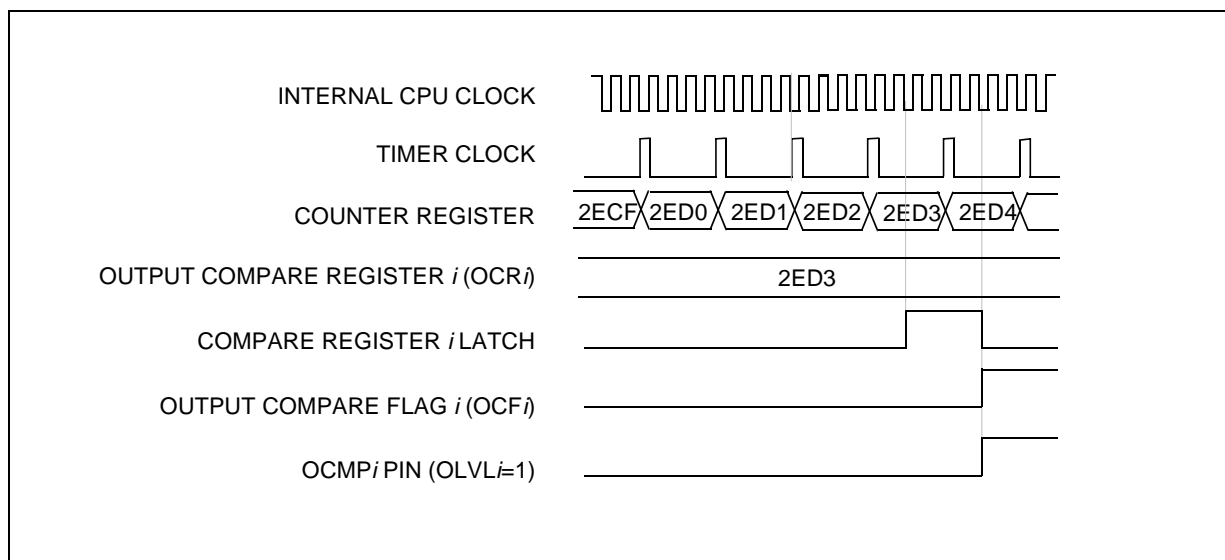 INTERNAL CPU CLOCK
TIMER CLOCK
COUNTER REGISTER 2ECF 2ED0 2ED1 2ED2 2ED3 2ED4
OUTPUT COMPARE REGISTER i (OCRi) 2ED3
COMPARE REGISTER i LATCH
OUTPUT COMPARE FLAG i (OCFi)
OCMPi PIN (OLVLi=1)